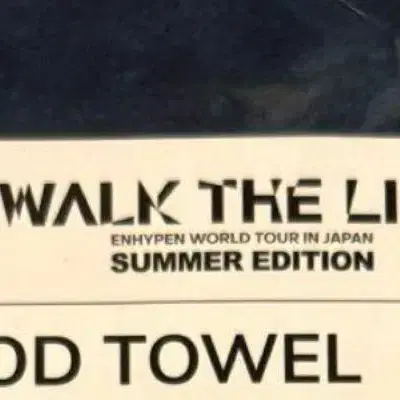 WALK THE LI
ENHYPEN WORLD TOUR IN JAPAN
SUMMER EDITION
OD TOWEL